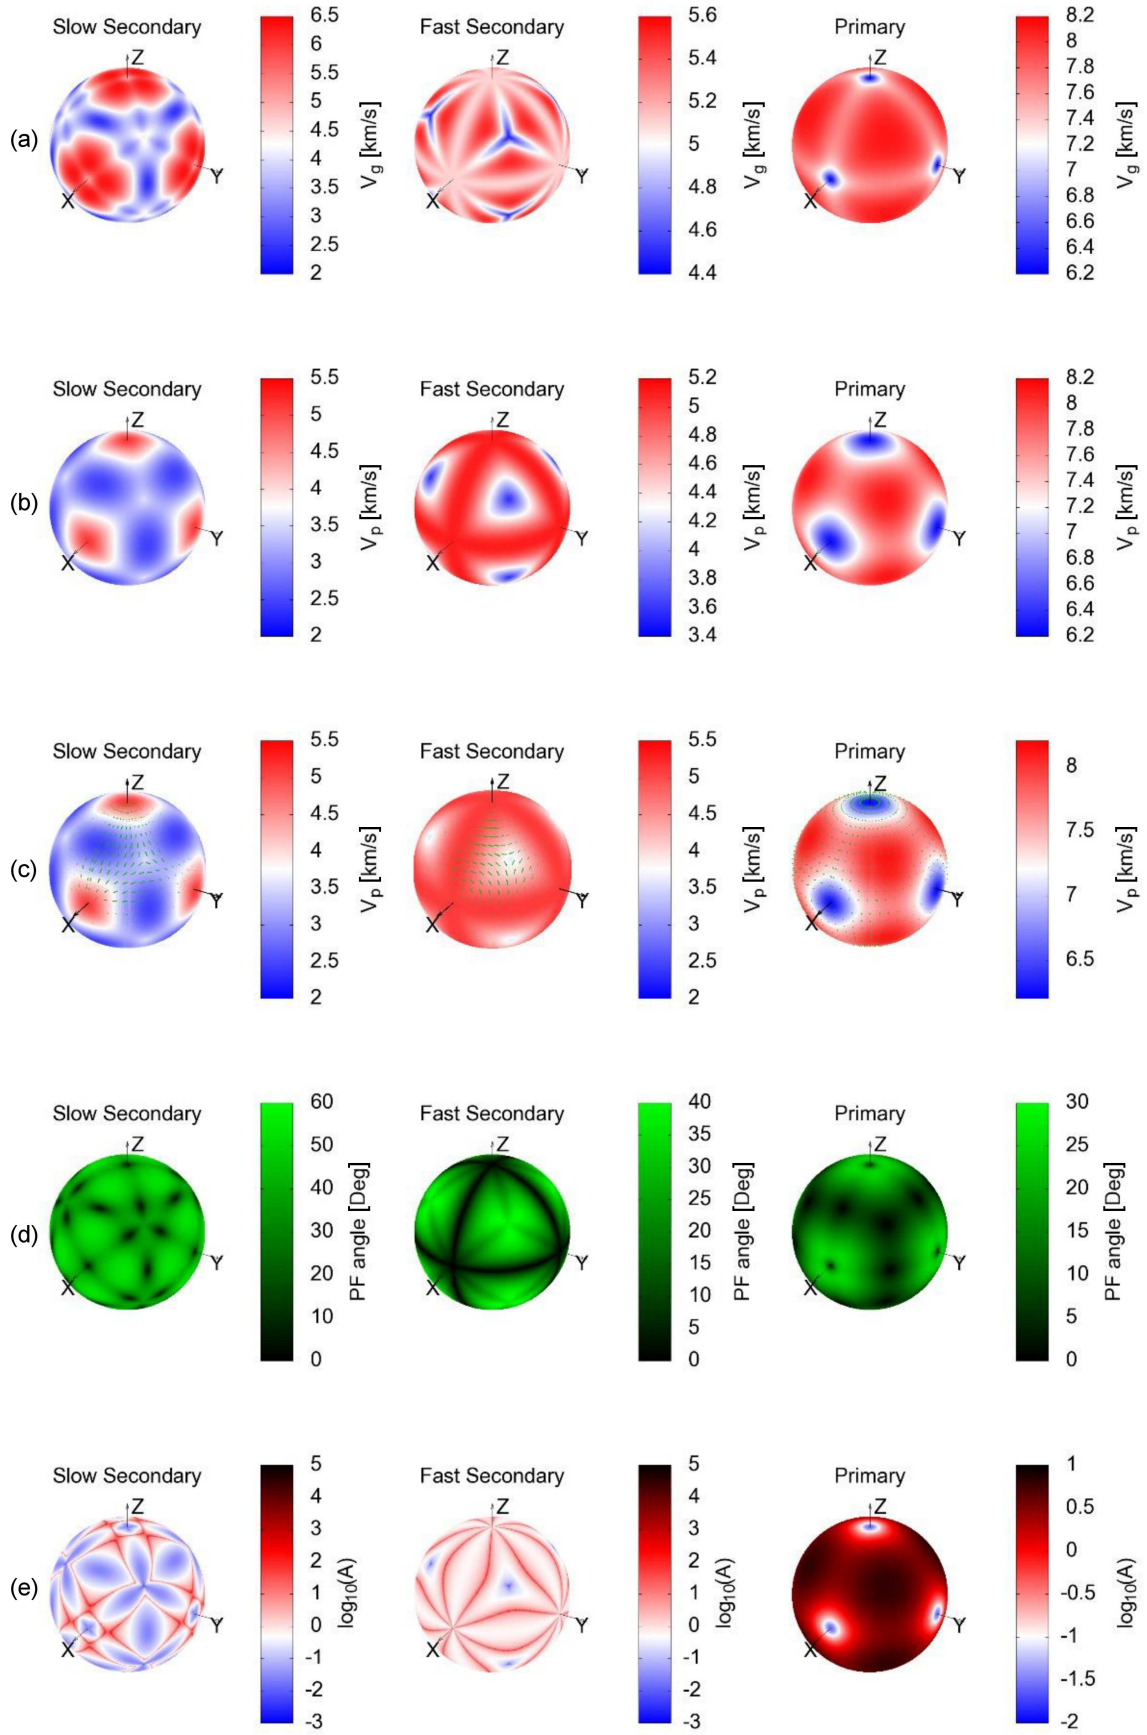 (a)
Slow Secondary
Z
X
Y
6.5
6
5.5
5
4.5
4
3.5
3
2.5
2
Vg [km/s]
Fast Secondary
Z
X
Y
5.6
5.4
5.2
5
4.8
4.6
4.4
Vg [km/s]
Primary
Z
X
Y
8.2
8
7.8
7.6
7.4
7.2
7
6.8
6.6
6.4
6.2
Vg [km/s]
(b)
Slow Secondary
Z
X
Y
5.5
5
4.5
4
3.5
3
2.5
2
Vp [km/s]
Fast Secondary
Z
X
Y
5.2
5
4.8
4.6
4.4
4.2
4
3.8
3.6
3.4
Vp [km/s]
Primary
Z
X
Y
8.2
8
7.8
7.6
7.4
7.2
7
6.8
6.6
6.4
6.2
Vp [km/s]
(c)
Slow Secondary
Z
X
Y
5.5
5
4.5
4
3.5
3
2.5
2
Vp [km/s]
Fast Secondary
Z
X
Y
5.5
5
4.5
4
3.5
3
2.5
2
Vp [km/s]
Primary
Z
X
Y
8
7.5
7
6.5
Vp [km/s]
(d)
Slow Secondary
Z
X
Y
60
50
40
30
20
10
0
PF angle [Deg]
Fast Secondary
Z
X
Y
40
35
30
25
20
15
10
5
0
PF angle [Deg]
Primary
Z
X
Y
30
25
20
15
10
5
0
PF angle [Deg]
(e)
Slow Secondary
Z
X
Y
5
4
3
2
1
0
-1
-2
-3
log10(A)
Fast Secondary
Z
X
Y
5
4
3
2
1
0
-1
-2
-3
log10(A)
Primary
Z
X
Y
1
0.5
0
-0.5
-1
-1.5
-2
log10(A)